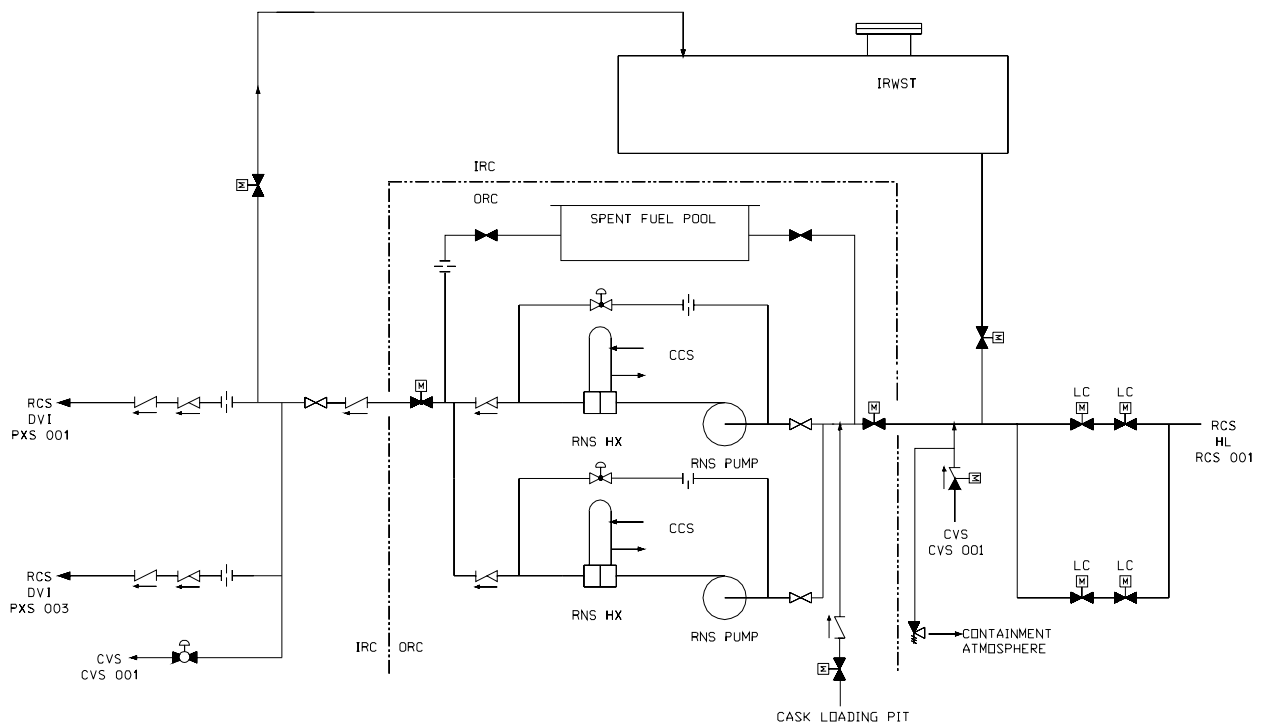 IRWST
M
IRC
ORC
SPENT FUEL POOL
M
CCS
M
LC
LC
RCS
DVI
PXS 001
M
M
M
RNS HX
RNS PUMP
RCS
HL
RCS 001
M
CCS
CVS
CVS 001
RCS
DVI
PXS 003
LC
LC
M
M
RNS HX
RNS PUMP
IRC
ORC
CONTAINMENT
ATMOSPHERE
CVS
CVS 001
M
CASK LOADING PIT